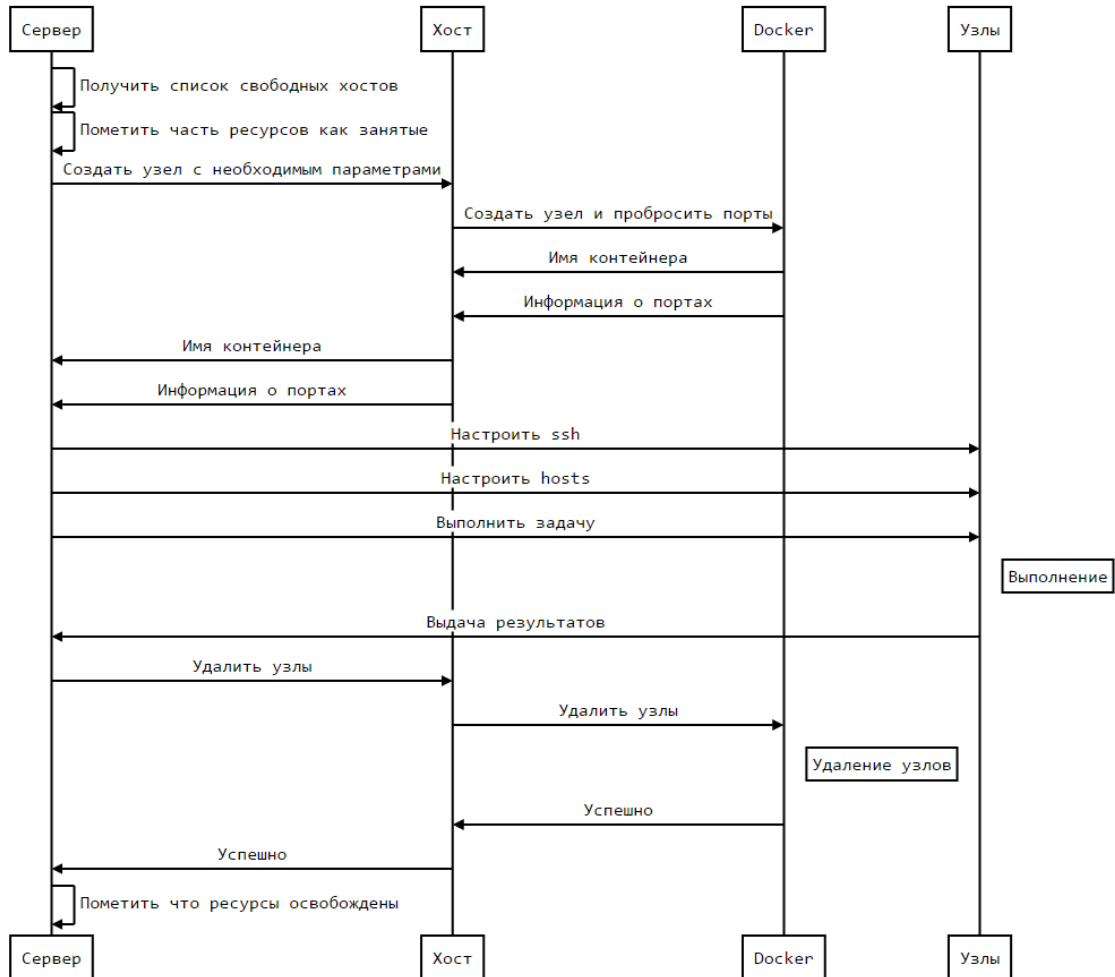 Сервер
Хост
Docker
Узлы
Получить список свободных хостов
Пометить часть ресурсов как занятые
Создать узел с необходимым параметрами
Создать узел и пробросить порты
Имя контейнера
Информация о портах
Имя контейнера
Информация о портах
Настроить ssh
Настроить hosts
Выполнить задачу
Выполнение
Выдача результатов
Удалить узлы
Удалить узлы
Удаление узлов
Успешно
Успешно
Пометить что ресурсы освобождены
Сервер
Хост
Docker
Узлы